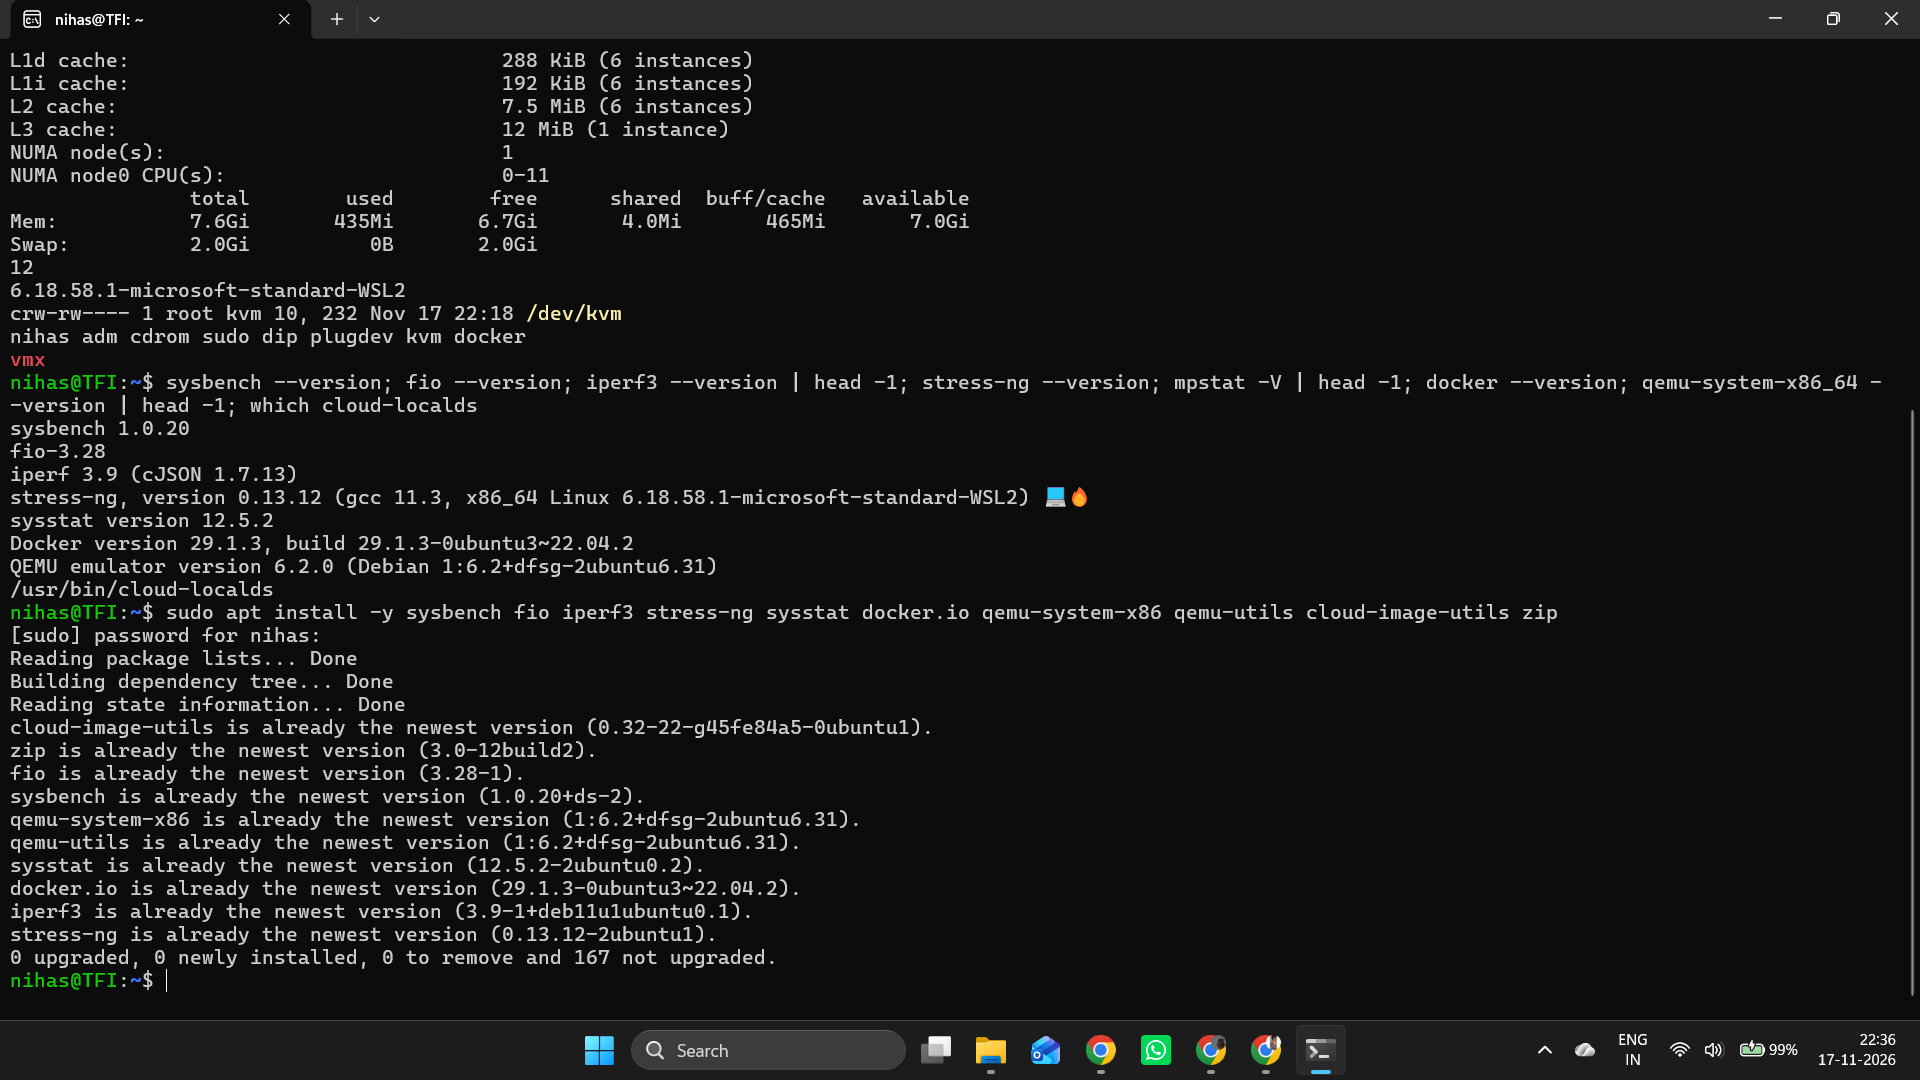 nihas@TFI: ~
L1d cache: 288 KiB (6 instances)
L1i cache: 192 KiB (6 instances)
L2 cache: 7.5 MiB (6 instances)
L3 cache: 12 MiB (1 instance)
NUMA node(s): 1
NUMA node0 CPU(s): 0-11
total used free shared buff/cache available
Mem: 7.6Gi 435Mi 6.7Gi 4.0Mi 465Mi 7.0Gi
Swap: 2.0Gi 0B 2.0Gi
12
6.18.58.1-microsoft-standard-WSL2
crw-rw---- 1 root kvm 10, 232 Nov 17 22:18 /dev/kvm
nihas adm cdrom sudo dip plugdev kvm docker
vmx
nihas@TFI:~$ sysbench --version; fio --version; iperf3 --version | head -1; stress-ng --version; mpstat -V | head -1; docker --version; qemu-system-x86_64 -
-version | head -1; which cloud-localds
sysbench 1.0.20
fio-3.28
iperf 3.9 (cJSON 1.7.13)
stress-ng, version 0.13.12 (gcc 11.3, x86_64 Linux 6.18.58.1-microsoft-standard-WSL2) 💻🔥
sysstat version 12.5.2
Docker version 29.1.3, build 29.1.3-0ubuntu3~22.04.2
QEMU emulator version 6.2.0 (Debian 1:6.2+dfsg-2ubuntu6.31)
/usr/bin/cloud-localds
nihas@TFI:~$ sudo apt install -y sysbench fio iperf3 stress-ng sysstat docker.io qemu-system-x86 qemu-utils cloud-image-utils zip
[sudo] password for nihas:
Reading package lists... Done
Building dependency tree... Done
Reading state information... Done
cloud-image-utils is already the newest version (0.32-22-g45fe84a5-0ubuntu1).
zip is already the newest version (3.0-12build2).
fio is already the newest version (3.28-1).
sysbench is already the newest version (1.0.20+ds-2).
qemu-system-x86 is already the newest version (1:6.2+dfsg-2ubuntu6.31).
qemu-utils is already the newest version (1:6.2+dfsg-2ubuntu6.31).
sysstat is already the newest version (12.5.2-2ubuntu0.2).
docker.io is already the newest version (29.1.3-0ubuntu3~22.04.2).
iperf3 is already the newest version (3.9-1+deb11u1ubuntu0.1).
stress-ng is already the newest version (0.13.12-2ubuntu1).
0 upgraded, 0 newly installed, 0 to remove and 167 not upgraded.
nihas@TFI:~$
Search
ENG
IN
99%
22:36
17-11-2026